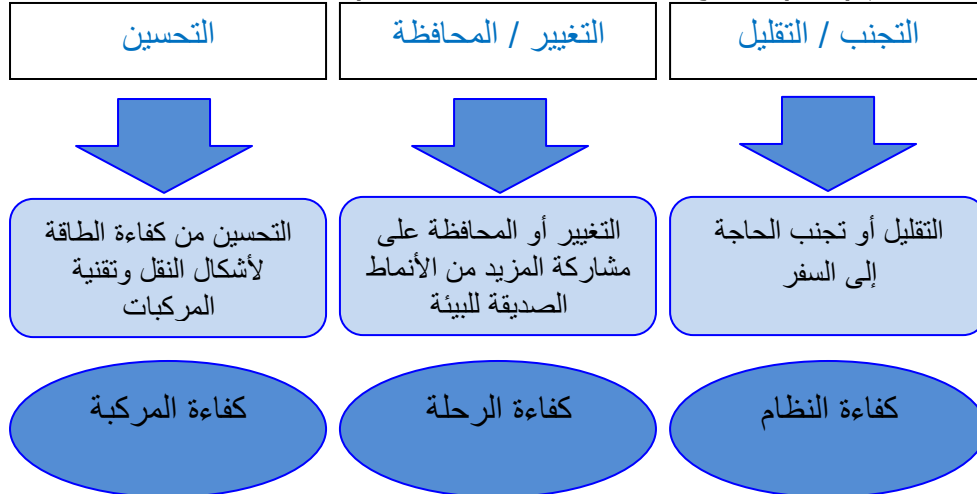 التجنب / التقليل
التغيير / المحافظة
التحسين
التقليل أو تجنب الحاجة
إلى السفر
التغيير أو المحافظة على
مشاركة المزيد من الأنماط
الصديقة للبيئة
التحسين من كفاءة الطاقة
لأشكال النقل وتقنية
المركبات
كفاءة النظام
كفاءة الرحلة
كفاءة المركبة